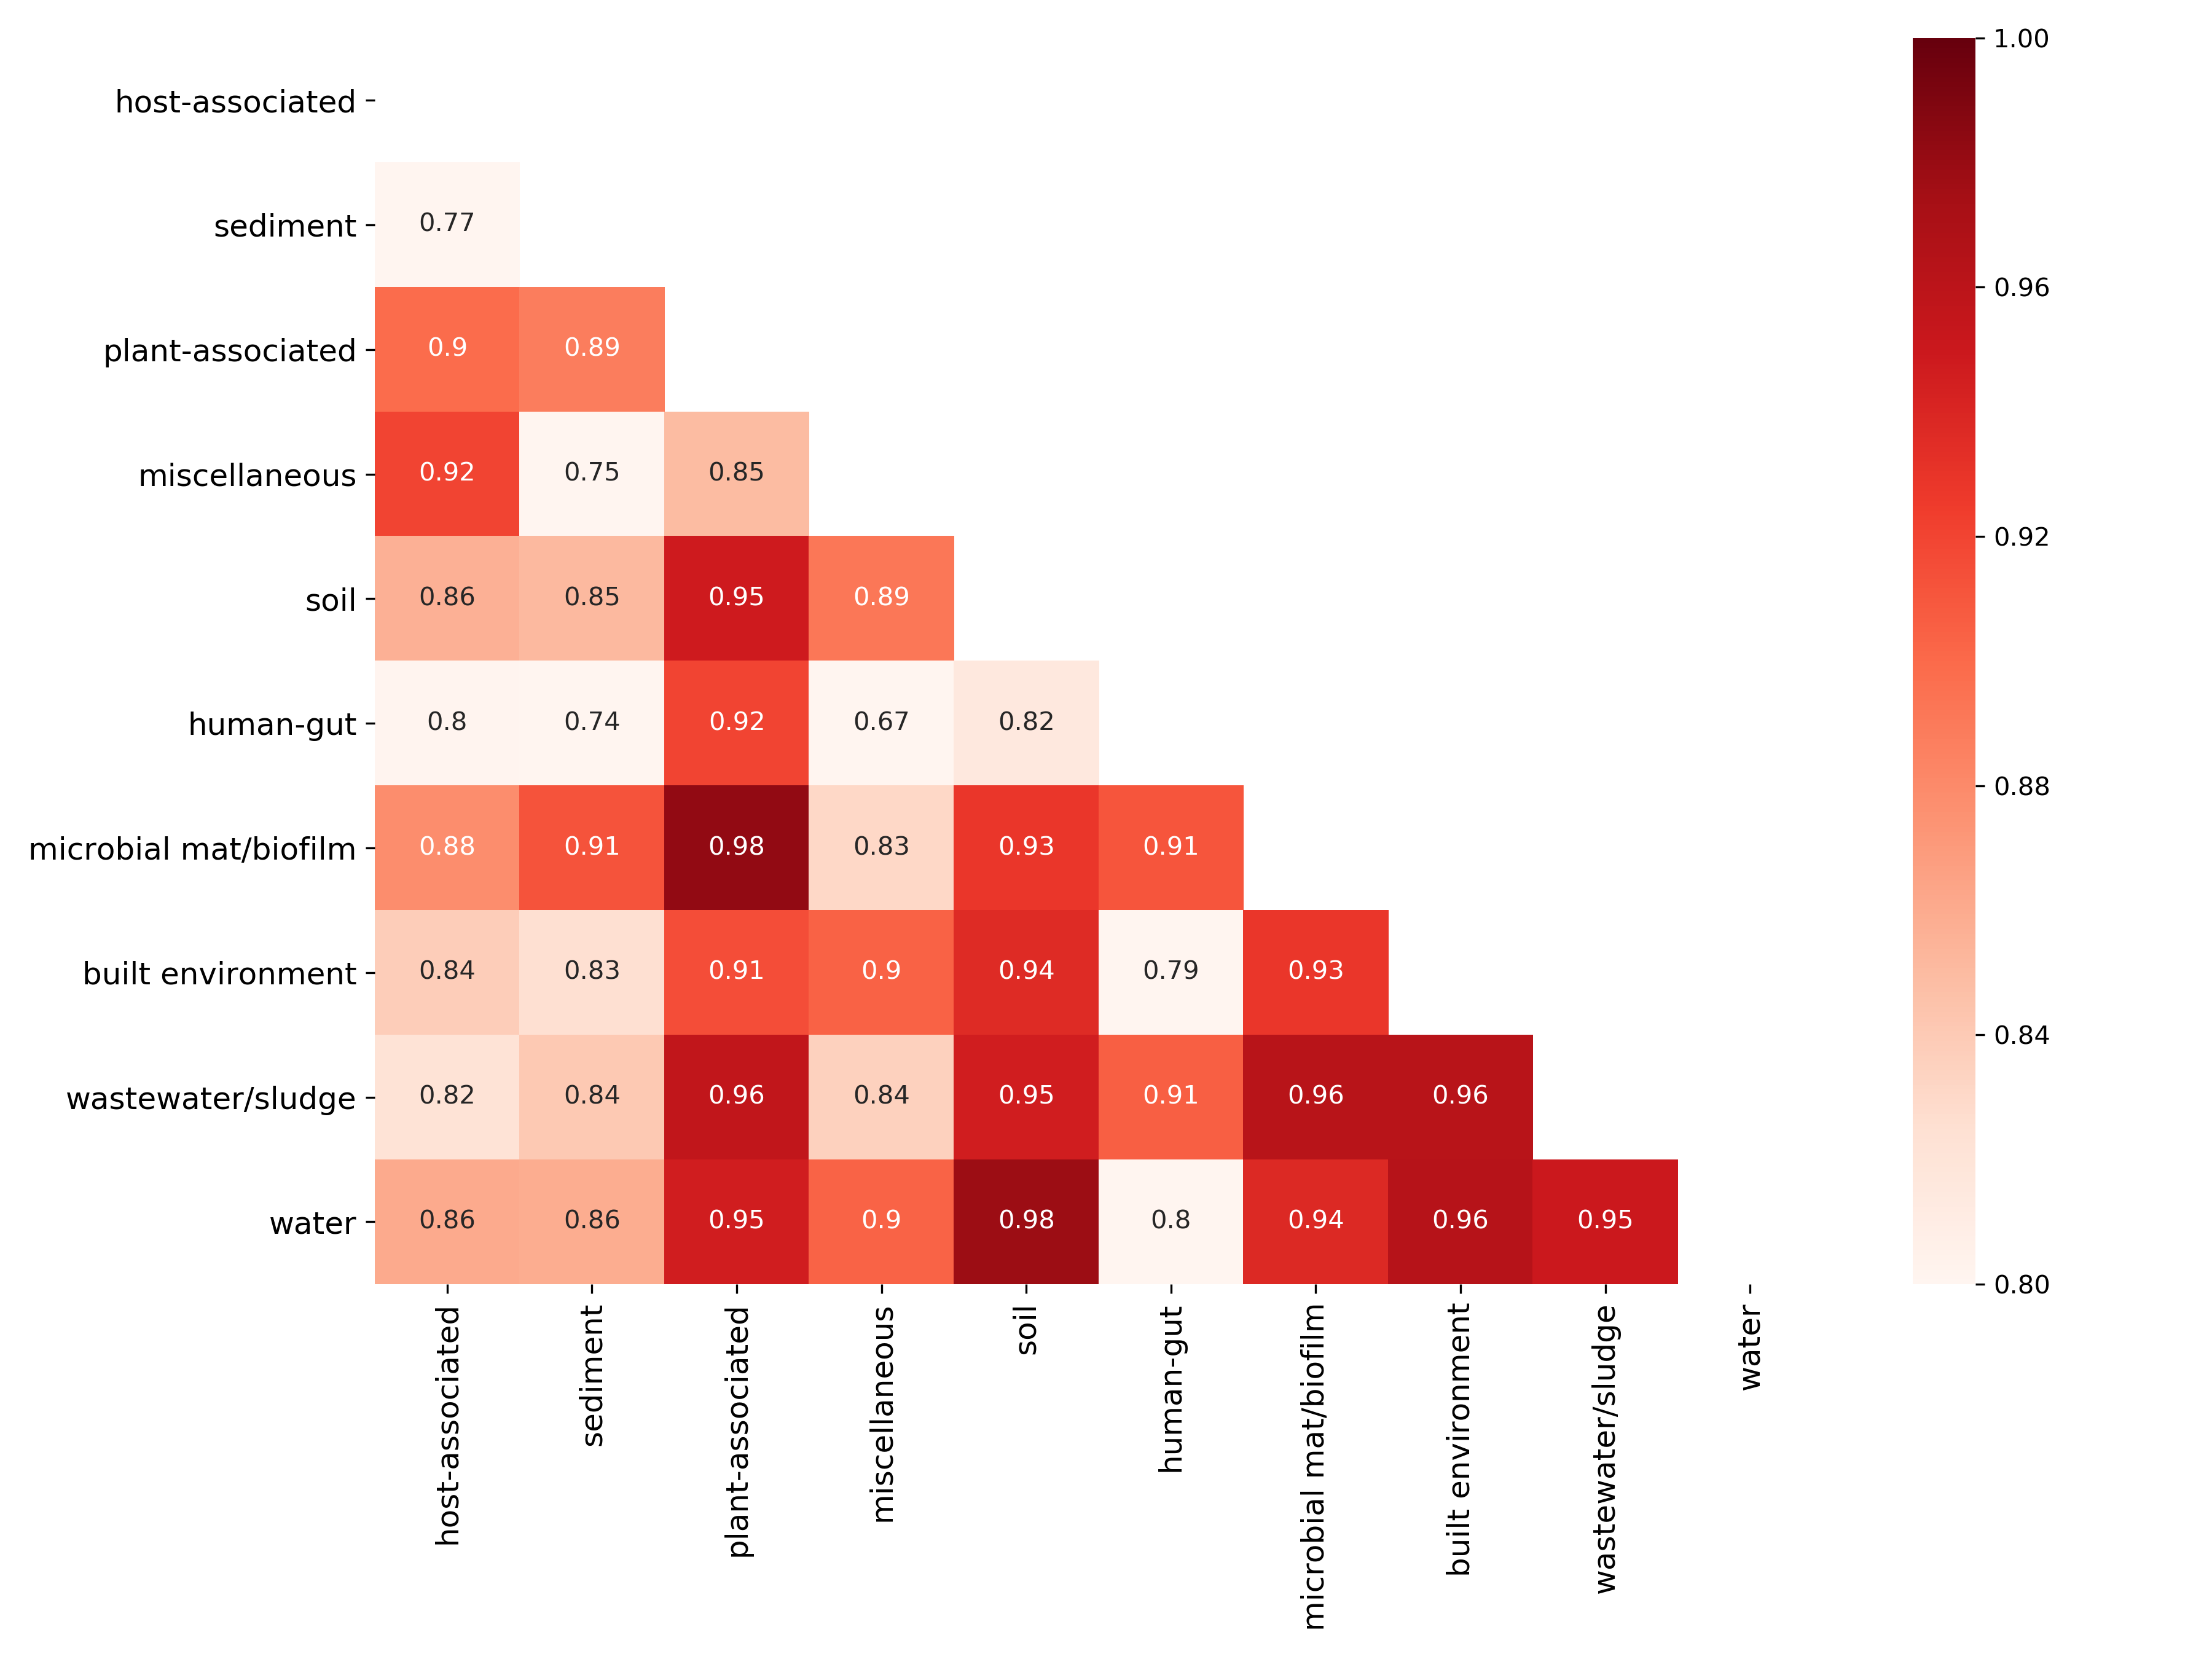 host-associated
sediment 0.77
plant-associated 0.9 0.89
miscellaneous 0.92 0.75 0.85
soil 0.86 0.85 0.95 0.89
human-gut 0.8 0.74 0.92 0.67 0.82
microbial mat/biofilm 0.88 0.91 0.98 0.83 0.93 0.91
built environment 0.84 0.83 0.91 0.9 0.94 0.79 0.93
wastewater/sludge 0.82 0.84 0.96 0.84 0.95 0.91 0.96 0.96
water 0.86 0.86 0.95 0.9 0.98 0.8 0.94 0.96 0.95
host-associated
sediment
plant-associated
miscellaneous
soil
human-gut
microbial mat/biofilm
built environment
wastewater/sludge
water
1.00
0.96
0.92
0.88
0.84
0.80